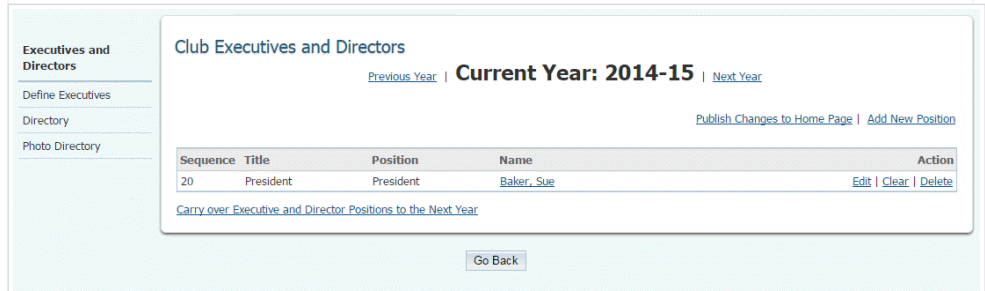 Executives and
Directors
Define Executives
Directory
Photo Directory
Club Executives and Directors
Previous Year | Current Year: 2014-15 | Next Year
Publish Changes to Home Page | Add New Position
Sequence Title Position Name Action
20 President President Baker, Sue Edit | Clear | Delete
Carry over Executive and Director Positions to the Next Year
Go Back